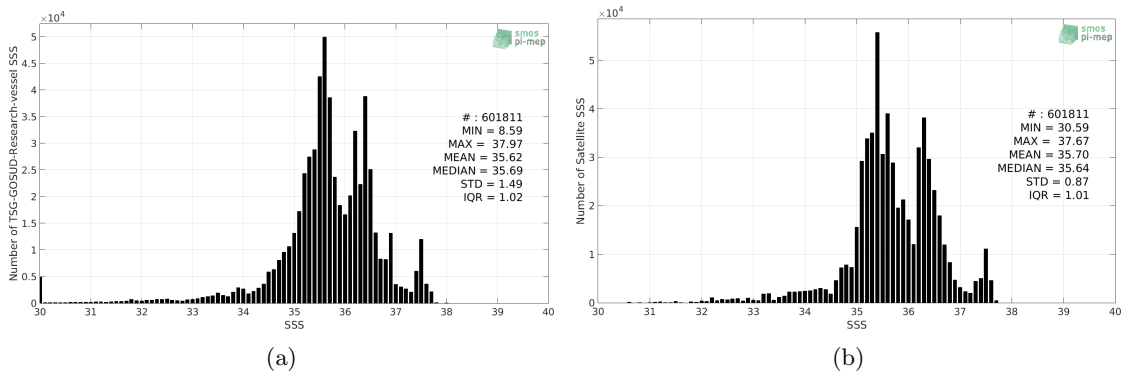 ×10⁴
5
4.5
4
3.5
3
2.5
2
1.5
1
0.5
0
Number of TSG-GOSUD-Research-vessel SSS
smos
pi-mep
# : 601811
MIN = 8.59
MAX = 37.97
MEAN = 35.62
MEDIAN = 35.69
STD = 1.49
IQR = 1.02
30 31 32 33 34 35 36 37 38 39 40
SSS
(a)
×10⁴
5
4
3
2
1
0
Number of Satellite SSS
smos
pi-mep
# : 601811
MIN = 30.59
MAX = 37.67
MEAN = 35.70
MEDIAN = 35.64
STD = 0.87
IQR = 1.01
30 31 32 33 34 35 36 37 38 39 40
SSS
(b)